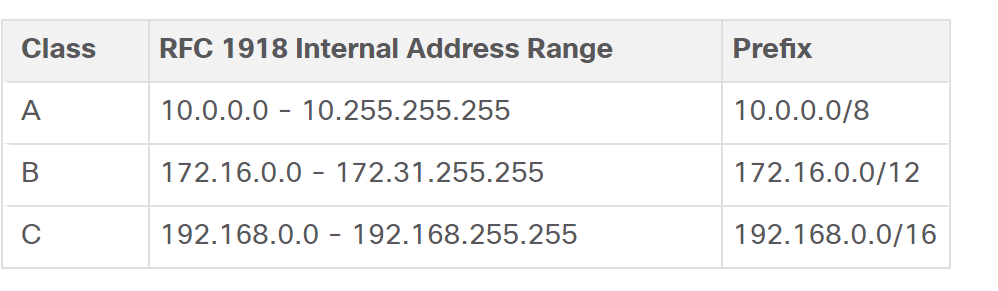 Class RFC 1918 Internal Address Range Prefix
A 10.0.0.0 - 10.255.255.255 10.0.0.0/8
B 172.16.0.0 - 172.31.255.255 172.16.0.0/12
C 192.168.0.0 - 192.168.255.255 192.168.0.0/16